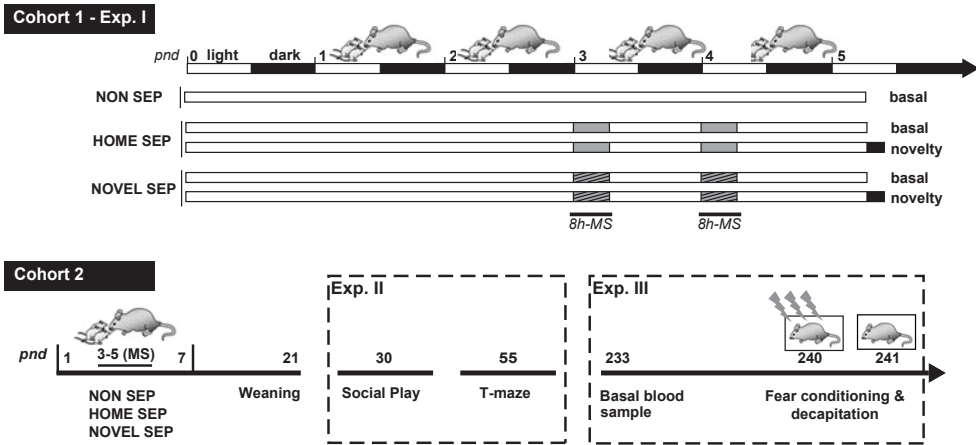 Cohort 1 - Exp. I
pnd 0 light dark 1 2 3 4 5
NON SEP basal
HOME SEP basal
novelty
NOVEL SEP basal
novelty
8h-MS 8h-MS
Cohort 2
Exp. II Exp. III
pnd 1 3-5 (MS) 7 21 30 55 233 240 241
NON SEP
HOME SEP
NOVEL SEP
Weaning
Social Play
T-maze
Basal blood
sample
Fear conditioning &
decapitation